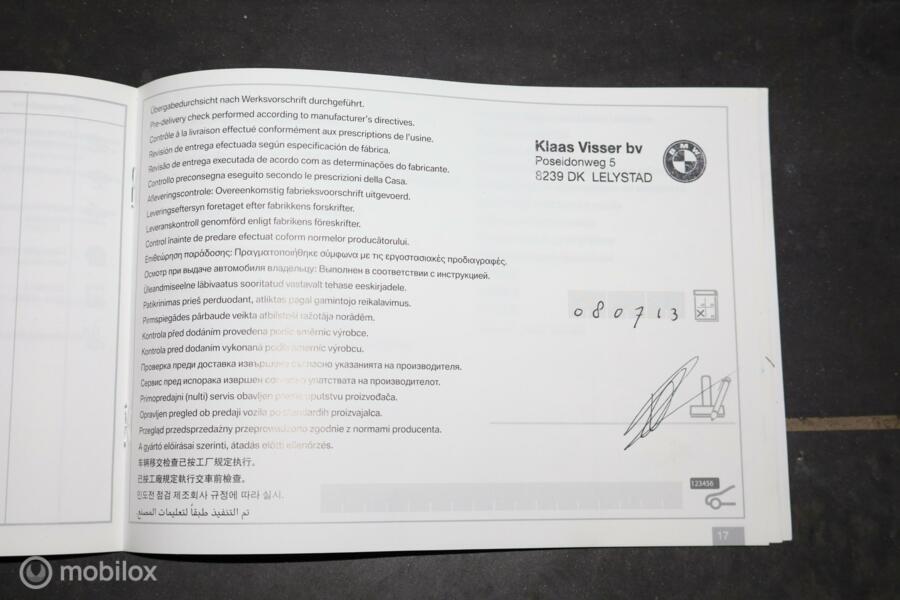 Übergabedurchsicht nach Werksvorschrift durchgeführt.
Pre-delivery check performed according to manufacturer's directives.
Contrôle à la livraison effectué conformément aux prescriptions de l'usine.
Revisión de entrega efectuada según especificación de fábrica.
Revisão de entrega executada de acordo com as determinações do fabricante.
Controllo preconsegna eseguito secondo le prescrizioni della Casa.
Afleveringscontrole: Overeenkomstig fabrieksvoorschrift uitgevoerd.
Leveringseftersyn foretaget efter fabrikkens forskrifter.
Leveranskontroll genomförd enligt fabrikens föreskrifter.
Control înainte de predare efectuat coform normelor producătorului.
Επιθεώρηση παράδοσης: Πραγματοποιήθηκε σύμφωνα με τις εργοστασιακές προδιαγραφές.
Осмотр при выдаче автомобиля владельцу: Выполнен в соответствии с инструкцией.
Üleandmiseelne läbivaatus sooritatud vastavalt tehase eeskirjadele.
Patikrinimas prieš perduodant, atliktas pagal gamintojo reikalavimus.
Pirmspiegādes pārbaude veikta atbilstoši ražotāja norādēm.
Kontrola před dodáním provedena podle směrnic výrobce.
Kontrola pred dodaním vykonaná podľa smerníc výrobcu.
Проверка преди доставка извършена съгласно указанията на производителя.
Сервис пред испорака извршен согласно упатствата на производителот.
Primopredajni (nulti) servis obavljen prema uputstvu proizvođača.
Opravljen pregled ob predaji vozila po standardih proizvajalca.
Przegląd przedsprzedażny przeprowadzono zgodnie z normami producenta.
A gyártó előírásai szerinti, átadás előtti ellenőrzés.
车辆移交检查已按工厂规定执行。
已按工廠規定執行交車前檢查。
인도전 점검 제조회사 규정에 따라 실시.
تم التنفيذ طبقاً لتعليمات المصنع
Klaas Visser bv
Poseidonweg 5
8239 DK LELYSTAD
BMW
080713
123456
17
mobilox